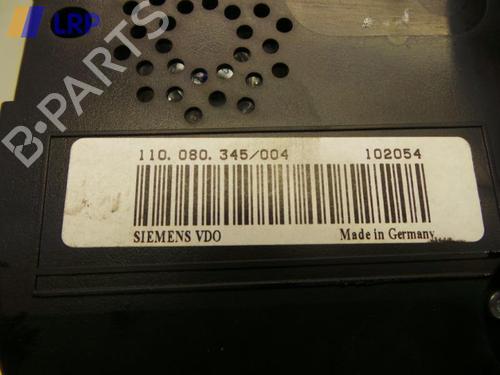 LRP
B-PARTS
110.080.345/004 102054
SIEMENS VDO Made in Germany